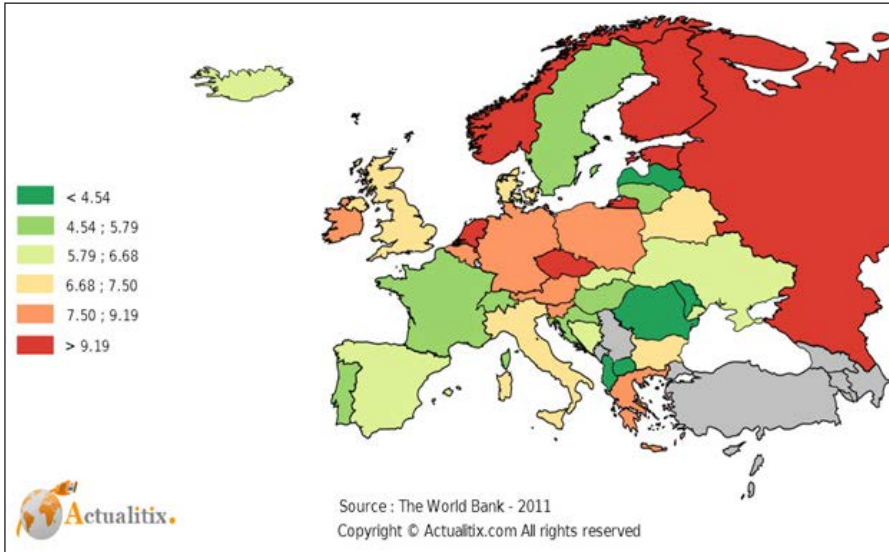 < 4.54
4.54 ; 5.79
5.79 ; 6.68
6.68 ; 7.50
7.50 ; 9.19
> 9.19
Actualitix.
Source : The World Bank - 2011
Copyright © Actualitix.com All rights reserved